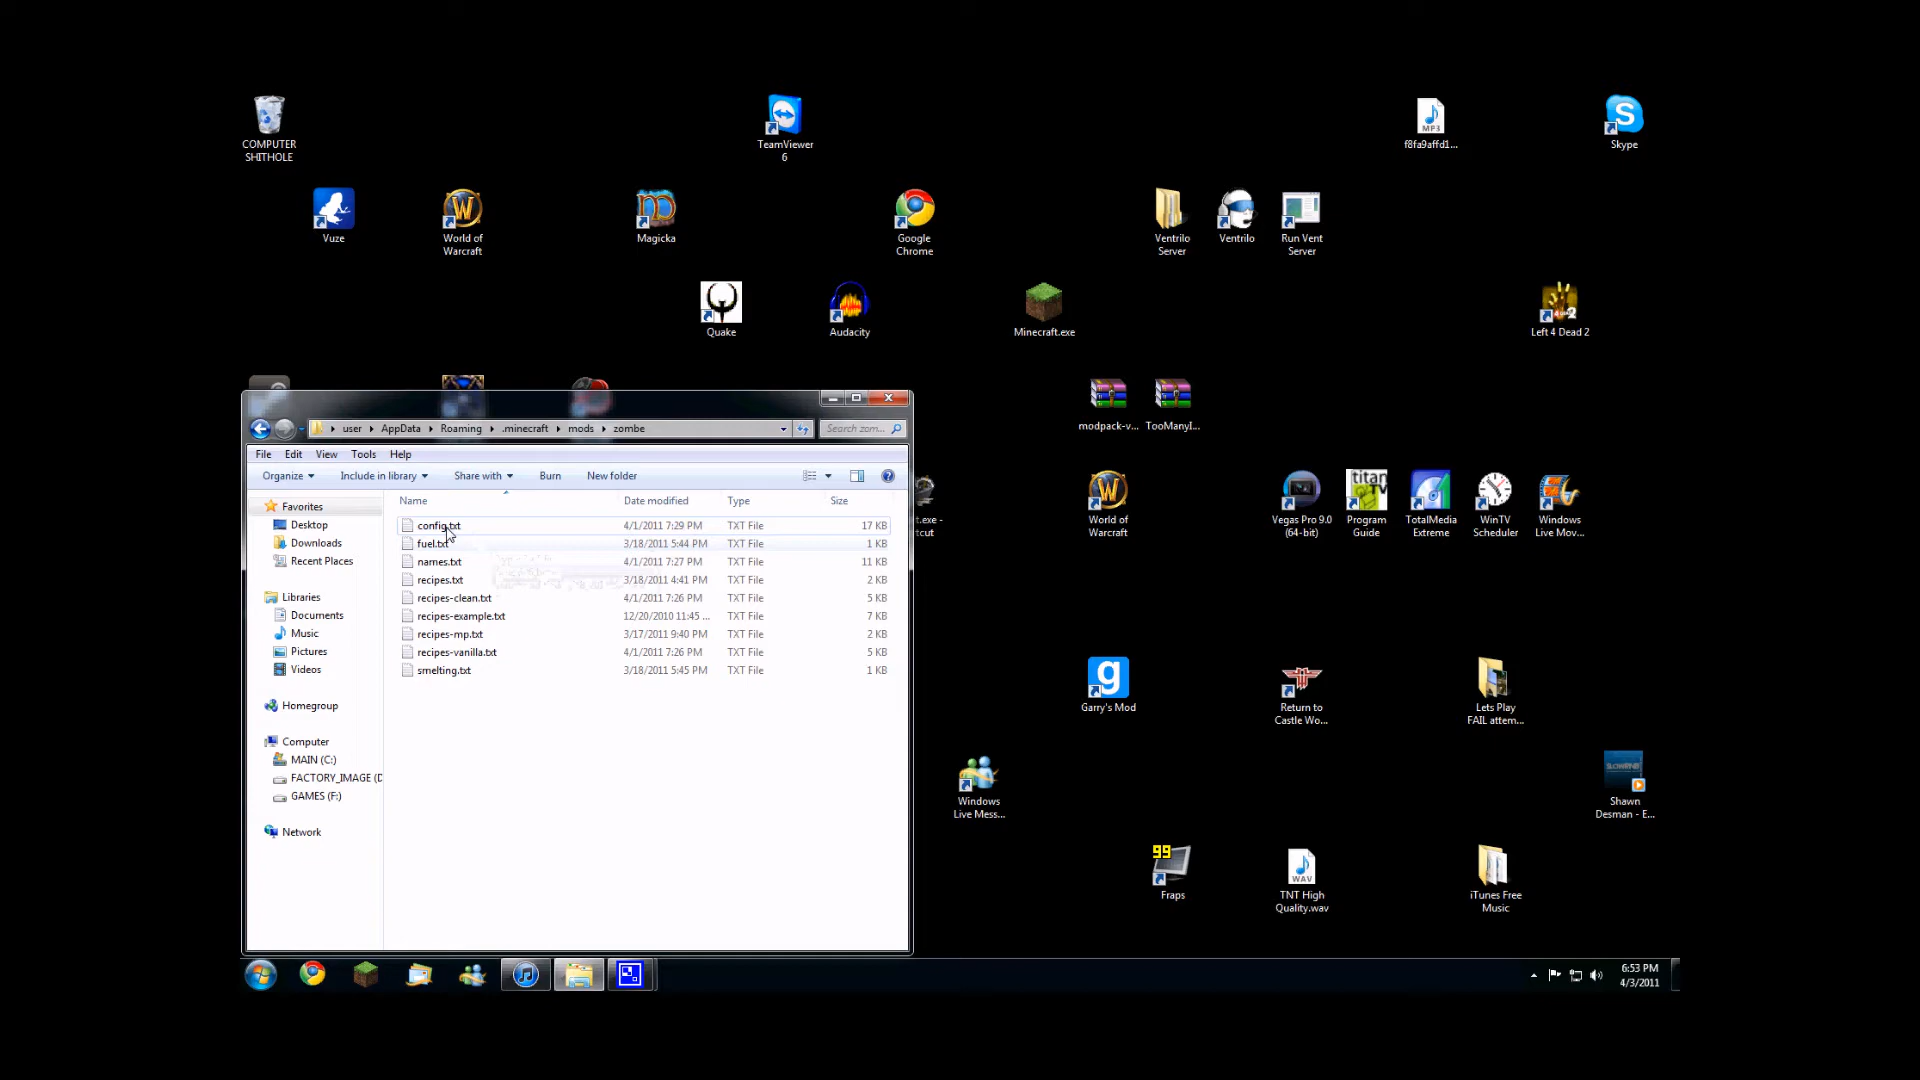 COMPUTER
SHITHOLE
TeamViewer
6
MP3
f8fa9affd1...
S
Skype
Vuze
World of
Warcraft
Magicka
Google
Chrome
Ventrilo
Server
Ventrilo
Run Vent
Server
Quake
Audacity
Minecraft.exe
2
Left 4 Dead 2
modpack-v...
TooManyI...
user
AppData
Roaming
.minecraft
mods
zombe
Search zom...
File
Edit
View
Tools
Help
Organize
Include in library
Share with
Burn
New folder
Name
Date modified
Type
Size
config.txt
4/1/2011 7:29 PM
TXT File
17 KB
fuel.txt
3/18/2011 5:44 PM
TXT File
1 KB
names.txt
4/1/2011 7:27 PM
TXT File
11 KB
recipes.txt
3/18/2011 4:41 PM
TXT File
2 KB
recipes-clean.txt
4/1/2011 7:26 PM
TXT File
5 KB
recipes-example.txt
12/20/2010 11:45 ...
TXT File
7 KB
recipes-mp.txt
3/17/2011 9:40 PM
TXT File
2 KB
recipes-vanilla.txt
4/1/2011 7:26 PM
TXT File
5 KB
smelting.txt
3/18/2011 5:45 PM
TXT File
1 KB
Favorites
Desktop
Downloads
Recent Places
Libraries
Documents
Music
Pictures
Videos
Homegroup
Computer
MAIN (C:)
FACTORY_IMAGE (D
GAMES (F:)
Network
t.exe -
tcut
World of
Warcraft
Vegas Pro 9.0
(64-bit)
titan
TV
Program
Guide
TotalMedia
Extreme
WinTV
Scheduler
Windows
Live Mov...
g
Garry's Mod
Return to
Castle Wo...
Lets Play
FAIL attem...
Windows
Live Mess...
Shawn
Desman - E...
99
Fraps
WAV
TNT High
Quality.wav
iTunes Free
Music
6:53 PM
4/3/2011